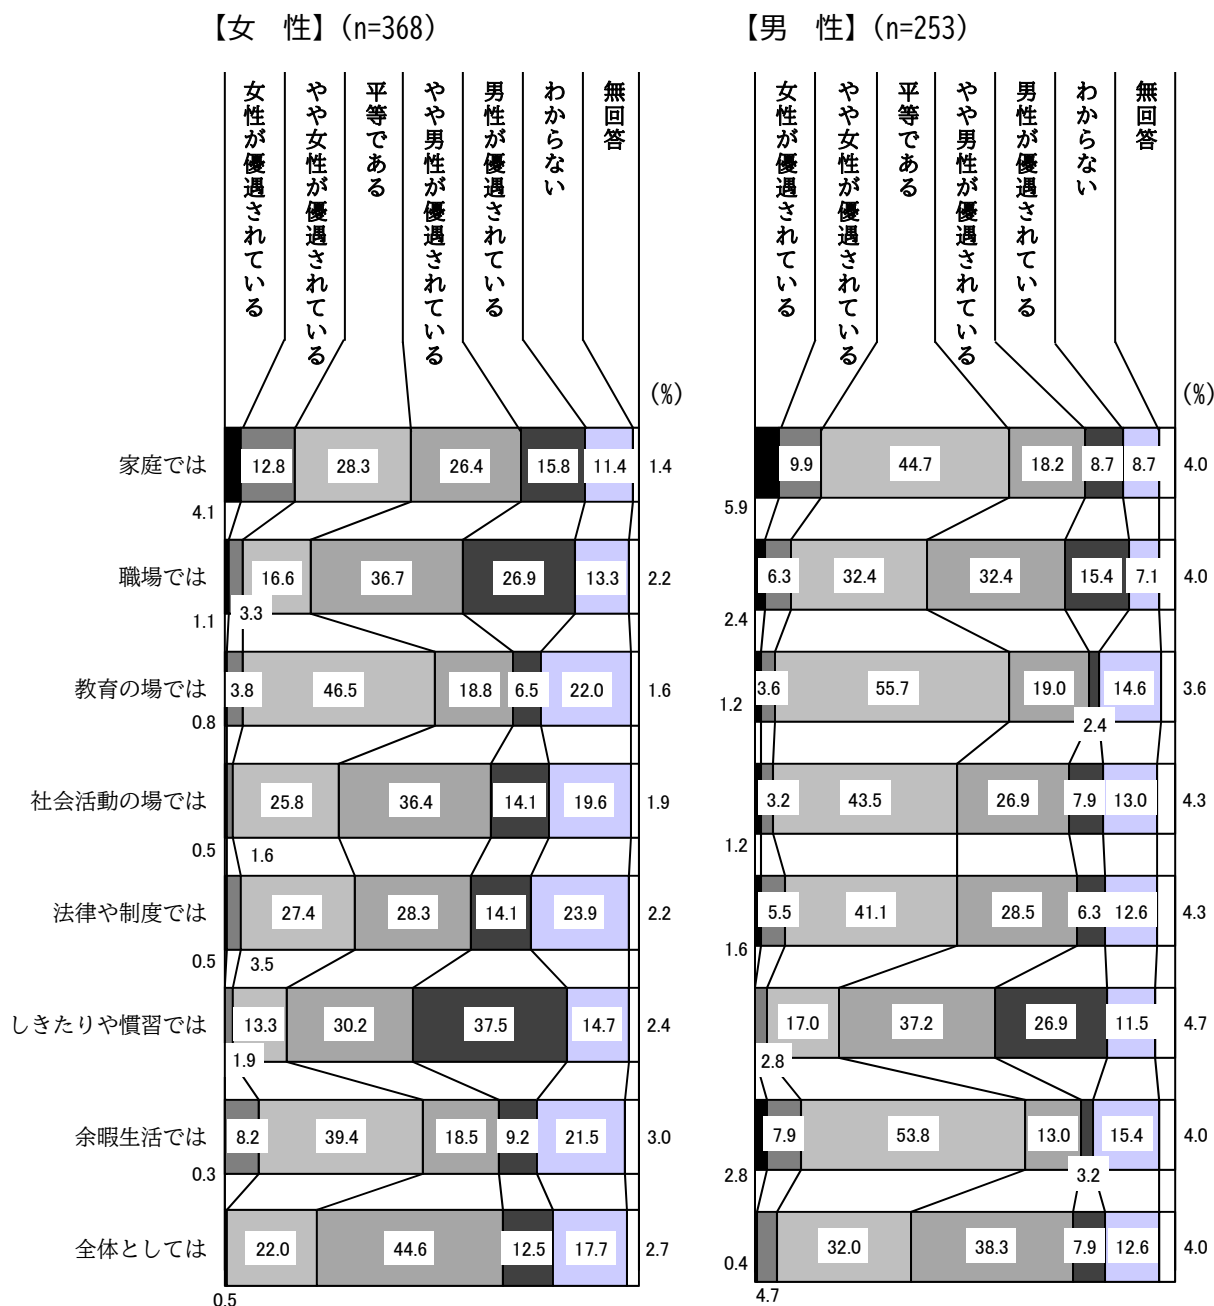 【女　性】(n=368)
【男　性】(n=253)
女性が優遇されている
やや女性が優遇されている
平等である
やや男性が優遇されている
男性が優遇されている
わからない
無回答
女性が優遇されている
やや女性が優遇されている
平等である
やや男性が優遇されている
男性が優遇されている
わからない
無回答
(%)
(%)
家庭では 12.8 28.3 26.4 15.8 11.4 1.4
9.9 44.7 18.2 8.7 8.7 4.0
4.1
5.9
職場では 16.6 36.7 26.9 13.3 2.2
6.3 32.4 32.4 15.4 7.1 4.0
1.1 3.3
2.4
教育の場では 3.8 46.5 18.8 6.5 22.0 1.6
3.6 55.7 19.0 14.6 3.6
0.8
1.2 2.4
社会活動の場では 25.8 36.4 14.1 19.6 1.9
3.2 43.5 26.9 7.9 13.0 4.3
0.5 1.6
1.2
法律や制度では 27.4 28.3 14.1 23.9 2.2
5.5 41.1 28.5 6.3 12.6 4.3
0.5 3.5
1.6
しきたりや慣習では 13.3 30.2 37.5 14.7 2.4
17.0 37.2 26.9 11.5 4.7
1.9
2.8
余暇生活では 8.2 39.4 18.5 9.2 21.5 3.0
7.9 53.8 13.0 15.4 4.0
0.3
2.8 3.2
全体としては 22.0 44.6 12.5 17.7 2.7
32.0 38.3 7.9 12.6 4.0
0.5
0.4 4.7